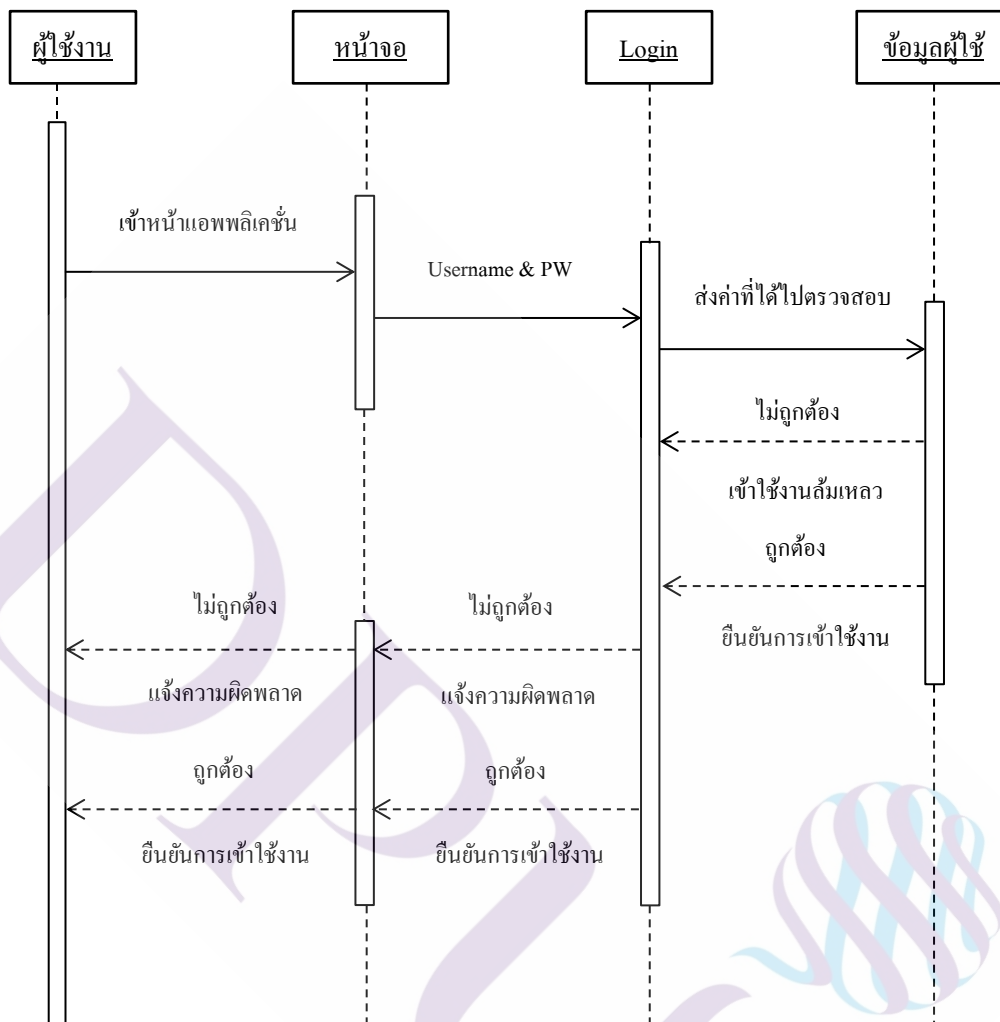 ผู้ใช้งาน
หน้าจอ
Login
ข้อมูลผู้ใช้
เข้าหน้าแอพพลิเคชั่น
Username & PW
ส่งค่าที่ได้ไปตรวจสอบ
ไม่ถูกต้อง
เข้าใช้งานล้มเหลว
ถูกต้อง
ยืนยันการเข้าใช้งาน
ไม่ถูกต้อง
ไม่ถูกต้อง
แจ้งความผิดพลาด
แจ้งความผิดพลาด
ถูกต้อง
ถูกต้อง
ยืนยันการเข้าใช้งาน
ยืนยันการเข้าใช้งาน